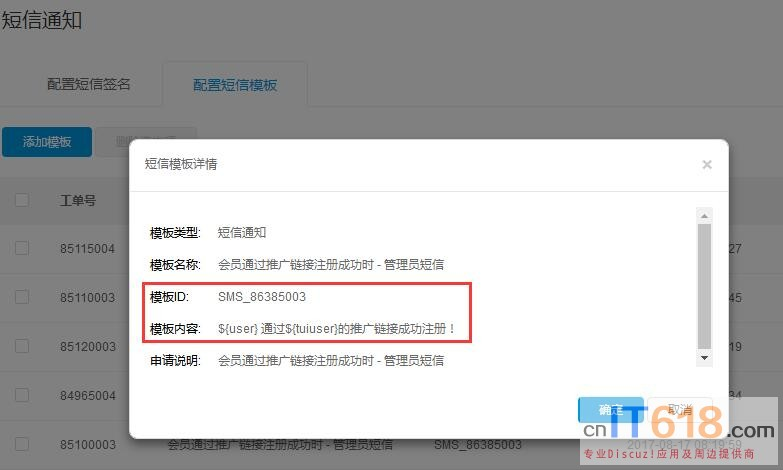 短信通知
配置短信签名 配置短信模板
添加模板
短信模板详情 ×
工单号
模板类型: 短信通知
85115004 27
模板名称: 会员通过推广链接注册成功时 - 管理员短信
模板ID: SMS_86385003
85110003 45
模板内容: ${user} 通过${tuiuser}的推广链接成功注册！
85120003 19
申请说明: 会员通过推广链接注册成功时 - 管理员短信
84965004 34
确定 取消
cnIT618.com
85100003 会员通过推广链接注册成功时 - 管理员短信 SMS_86385003 2017-08-17 08:19:59
专业Discuz!应用及周边提供商